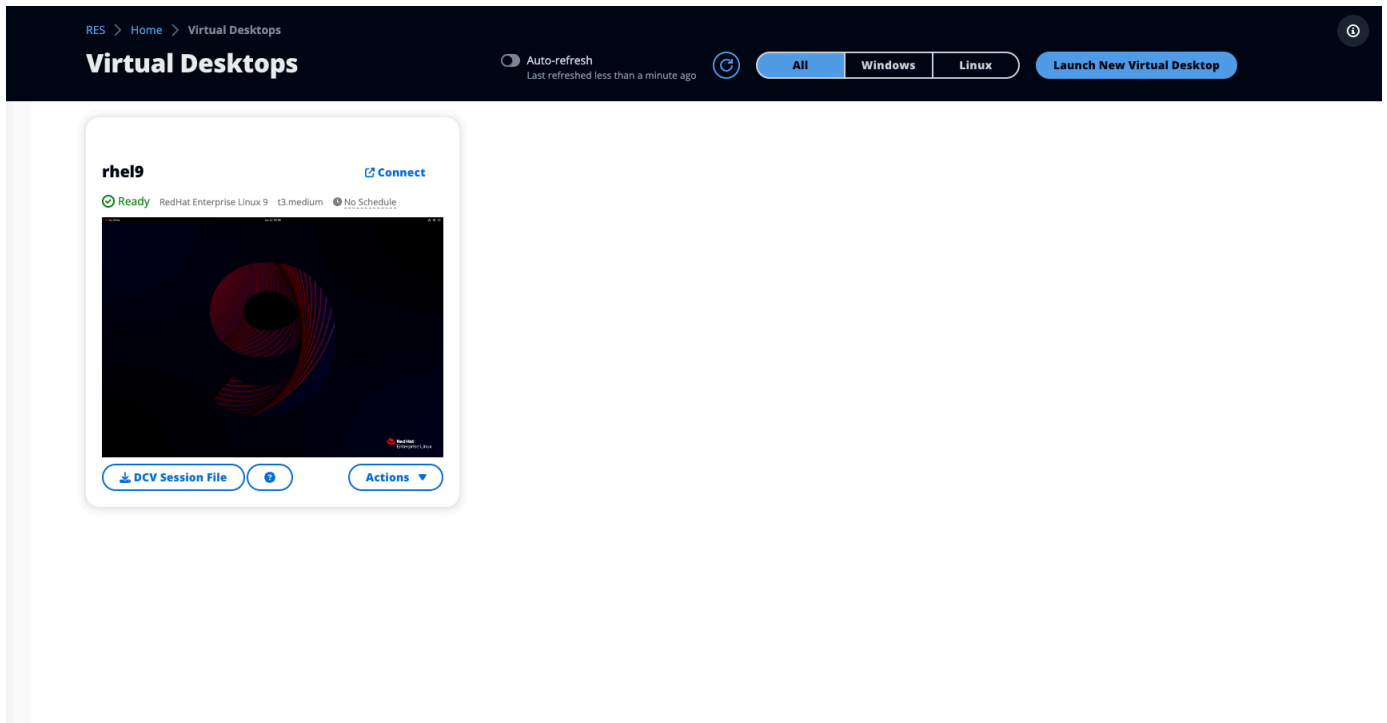 RES > Home > Virtual Desktops
Virtual Desktops
Auto-refresh
Last refreshed less than a minute ago
All
Windows
Linux
Launch New Virtual Desktop
rhel9
Connect
Ready RedHat Enterprise Linux 9 t3.medium No Schedule
9
Red Hat
Enterprise Linux
DCV Session File
?
Actions